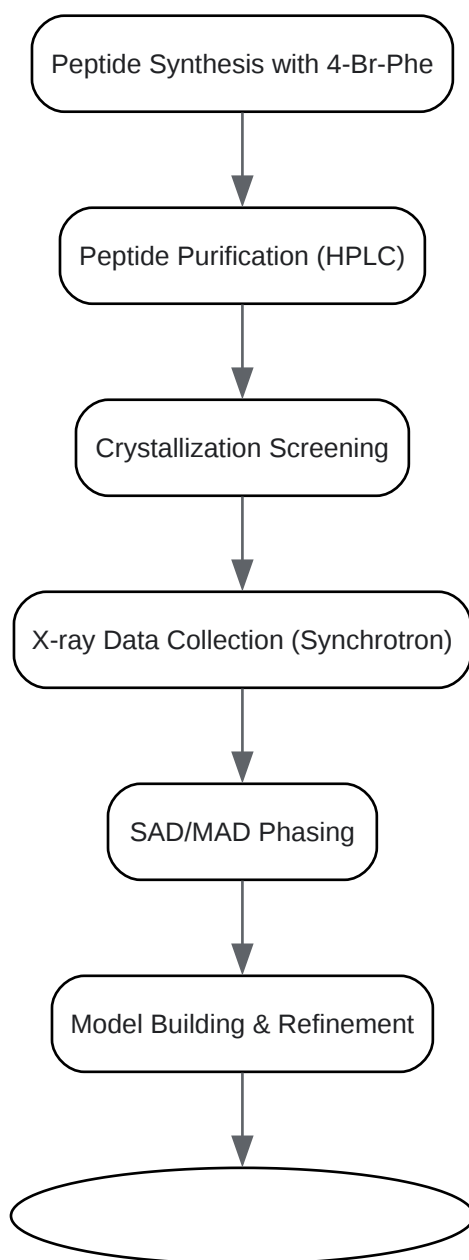 Peptide Synthesis with 4-Br-Phe
Peptide Purification (HPLC)
Crystallization Screening
X-ray Data Collection (Synchrotron)
SAD/MAD Phasing
Model Building & Refinement